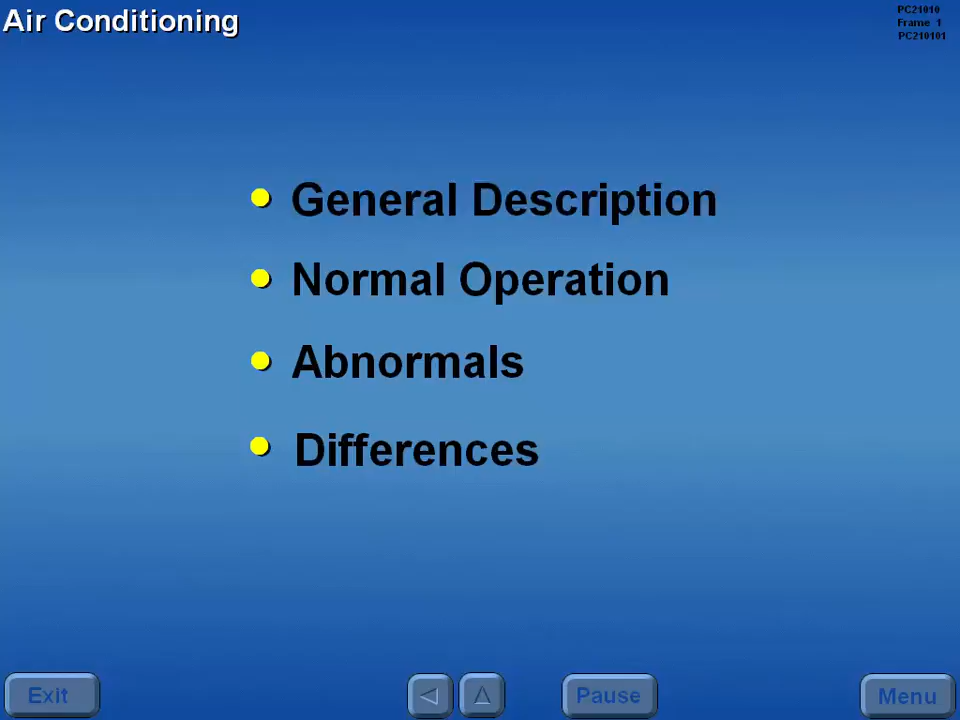 Air Conditioning
PC21010
Frame 1
PC210101
General Description
Normal Operation
Abnormals
Differences
Exit
Pause
Menu